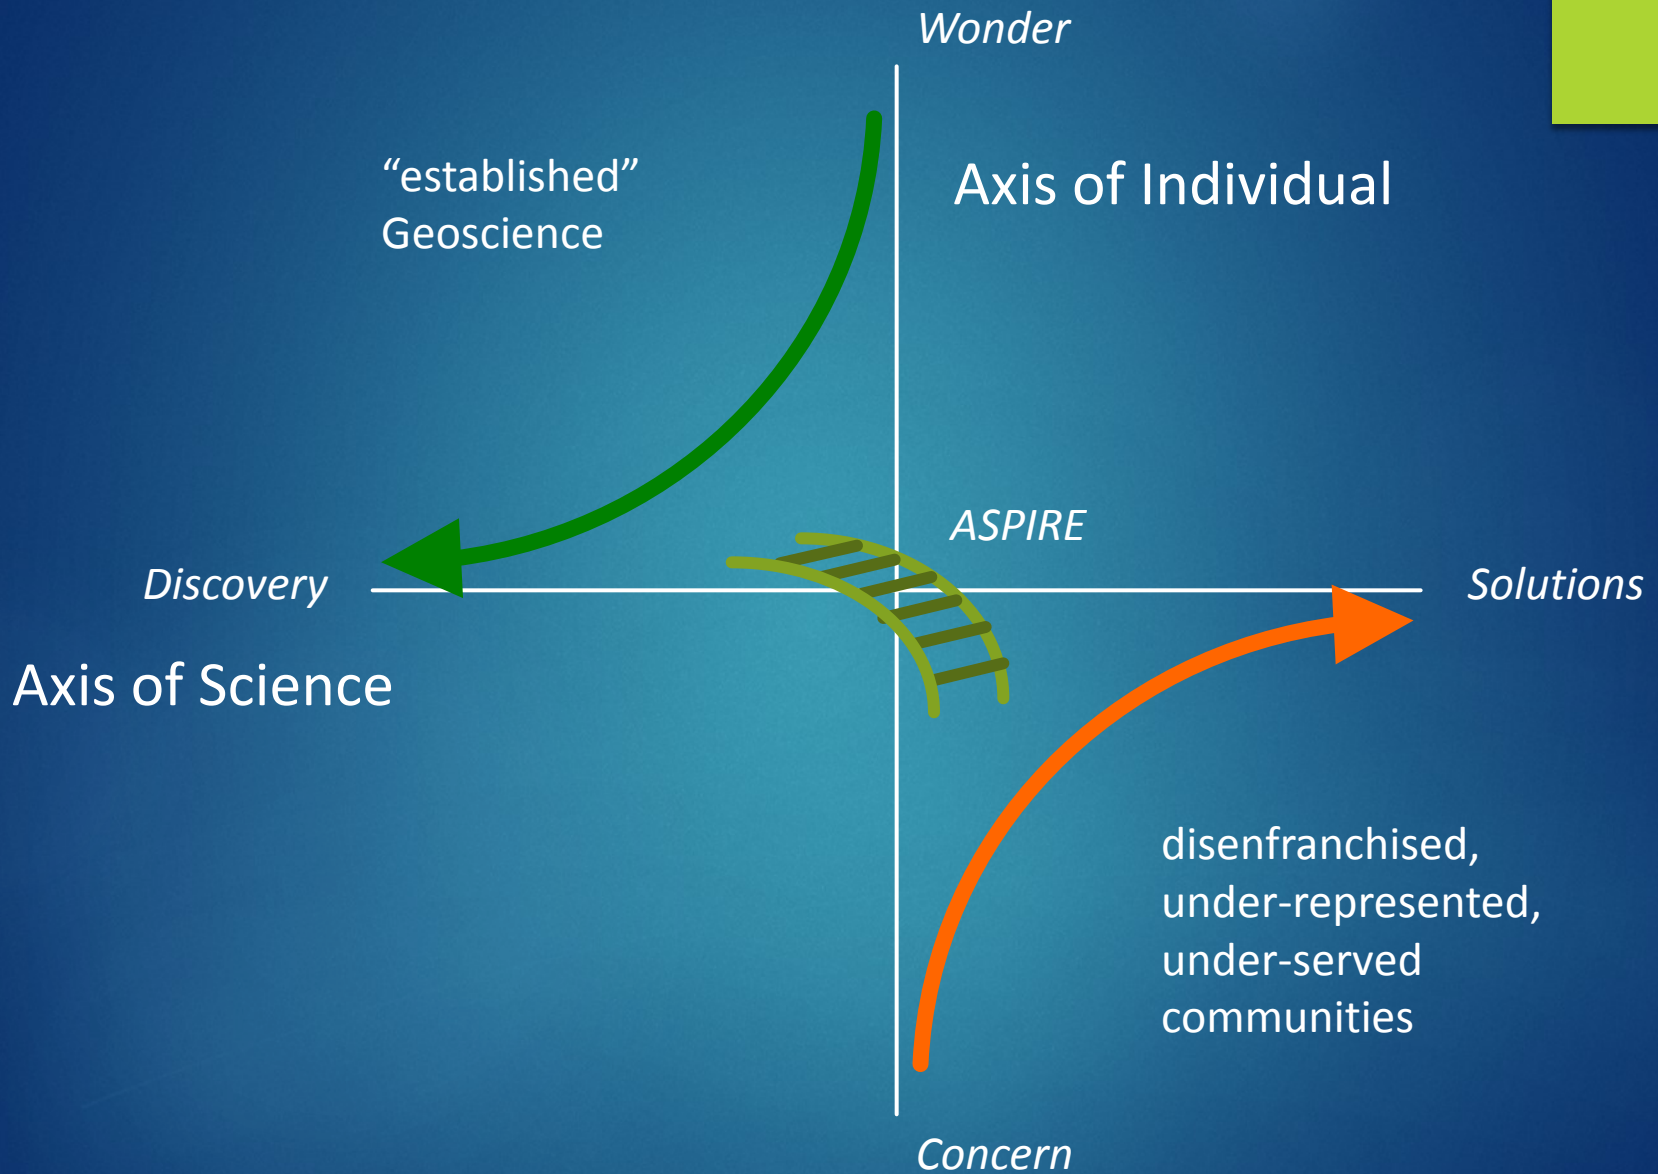 Wonder
“established”
Geoscience
Axis of Individual
ASPIRE
Discovery
Solutions
Axis of Science
disenfranchised,
under-represented,
under-served
communities
Concern